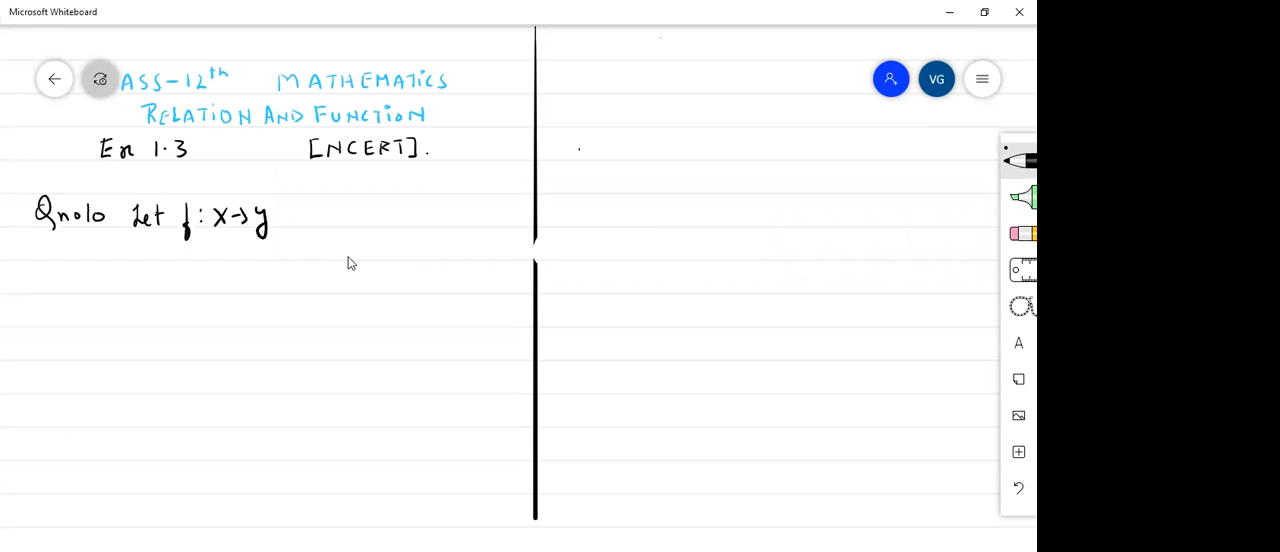 Microsoft Whiteboard
ASS-12th MATHEMATICS
RELATION AND FUNCTION
Ex 1.3 [NCERT].
Qno10 Let f: X→y
VG
A